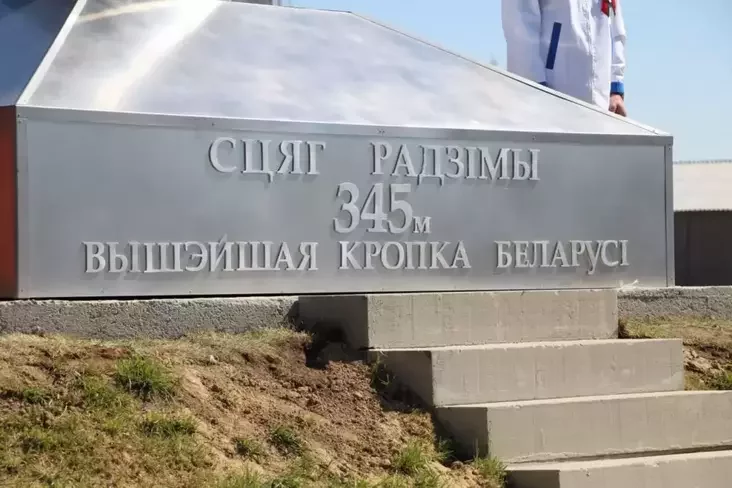 СЦЯГ РАДЗІМЫ
345м
ВЫШЭЙШАЯ КРОПКА БЕЛАРУСІ